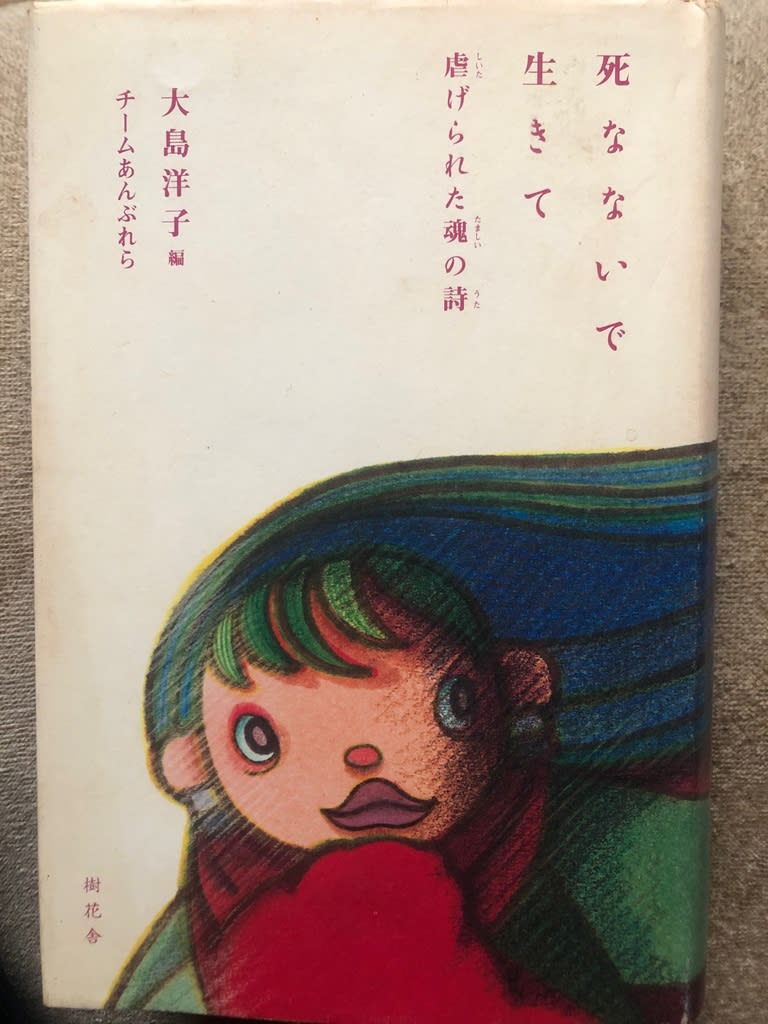 死なないで
生きて
虐げられた魂の詩
しいた
たましい
うた
大島洋子 編
チームあんぶれら
樹花舎